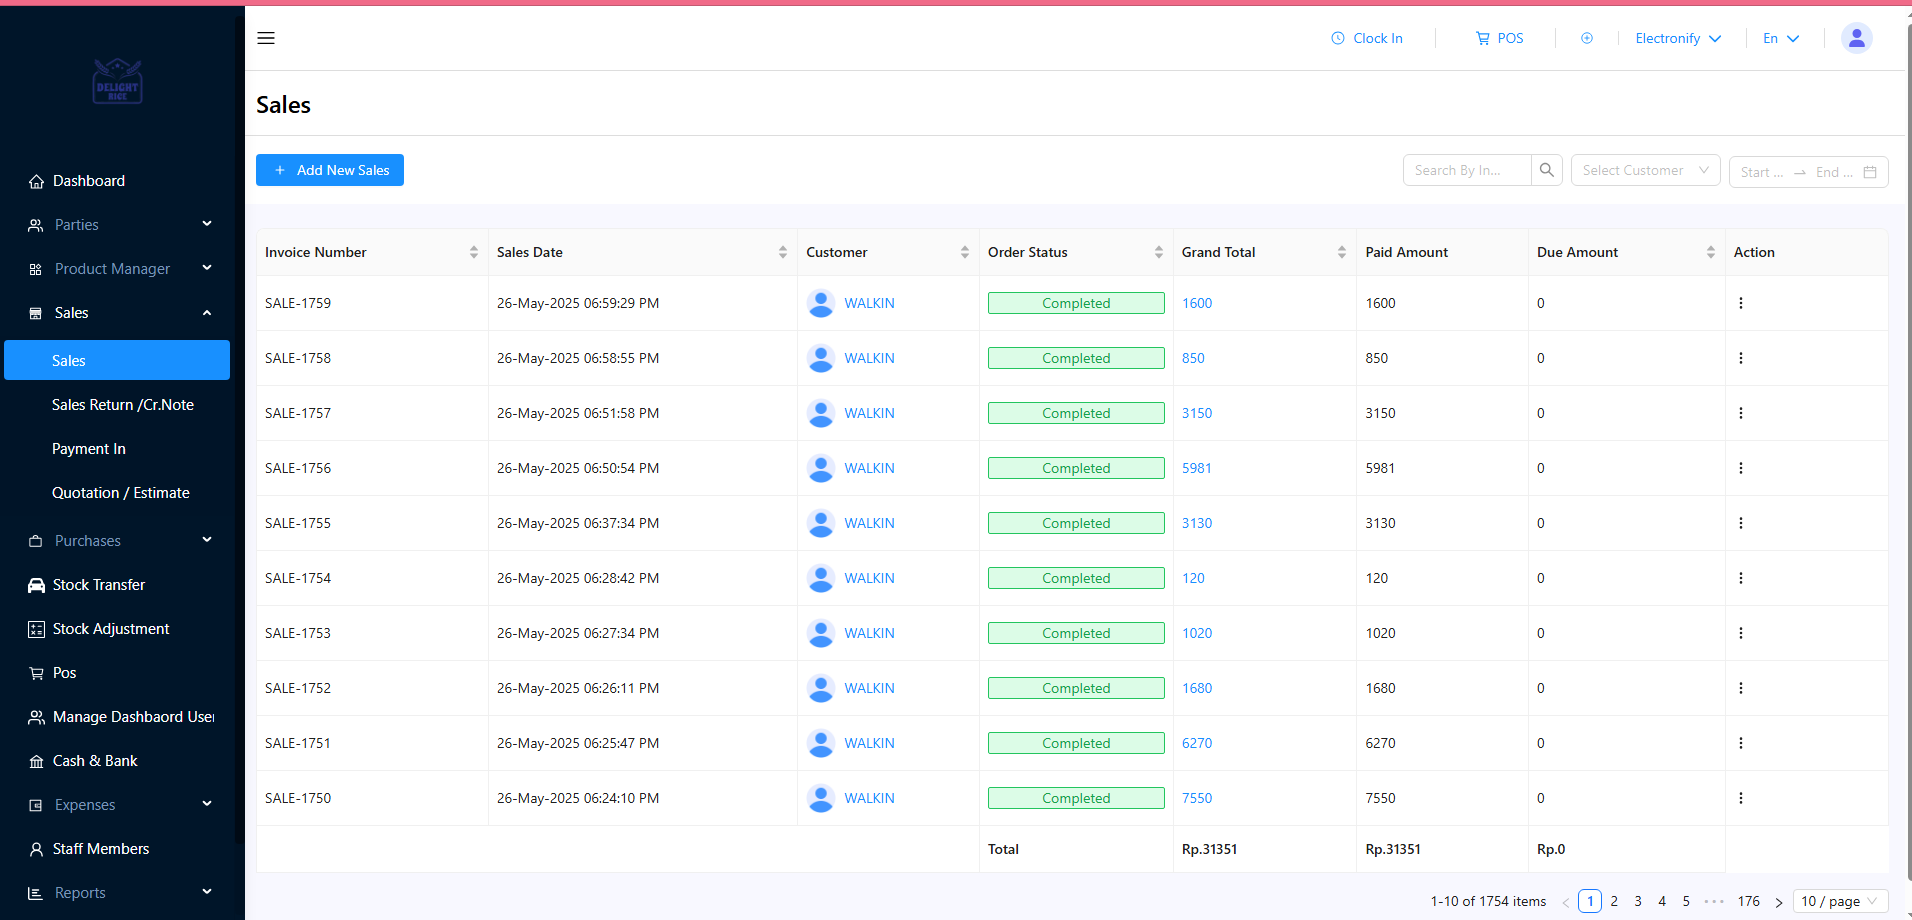 DELIGHT
RICE
Dashboard
Parties
Product Manager
Sales
Sales
Sales Return /Cr.Note
Payment In
Quotation / Estimate
Purchases
Stock Transfer
Stock Adjustment
Pos
Manage Dashbaord User
Cash & Bank
Expenses
Staff Members
Reports
Clock In
POS
Electronify
En
Sales
+ Add New Sales
Search By In... Select Customer Start ... → End ...
Invoice Number Sales Date Customer Order Status Grand Total Paid Amount Due Amount Action
SALE-1759 26-May-2025 06:59:29 PM WALKIN Completed 1600 1600 0
SALE-1758 26-May-2025 06:58:55 PM WALKIN Completed 850 850 0
SALE-1757 26-May-2025 06:51:58 PM WALKIN Completed 3150 3150 0
SALE-1756 26-May-2025 06:50:54 PM WALKIN Completed 5981 5981 0
SALE-1755 26-May-2025 06:37:34 PM WALKIN Completed 3130 3130 0
SALE-1754 26-May-2025 06:28:42 PM WALKIN Completed 120 120 0
SALE-1753 26-May-2025 06:27:34 PM WALKIN Completed 1020 1020 0
SALE-1752 26-May-2025 06:26:11 PM WALKIN Completed 1680 1680 0
SALE-1751 26-May-2025 06:25:47 PM WALKIN Completed 6270 6270 0
SALE-1750 26-May-2025 06:24:10 PM WALKIN Completed 7550 7550 0
Total Rp.31351 Rp.31351 Rp.0
1-10 of 1754 items < 1 2 3 4 5 ••• 176 > 10 / page